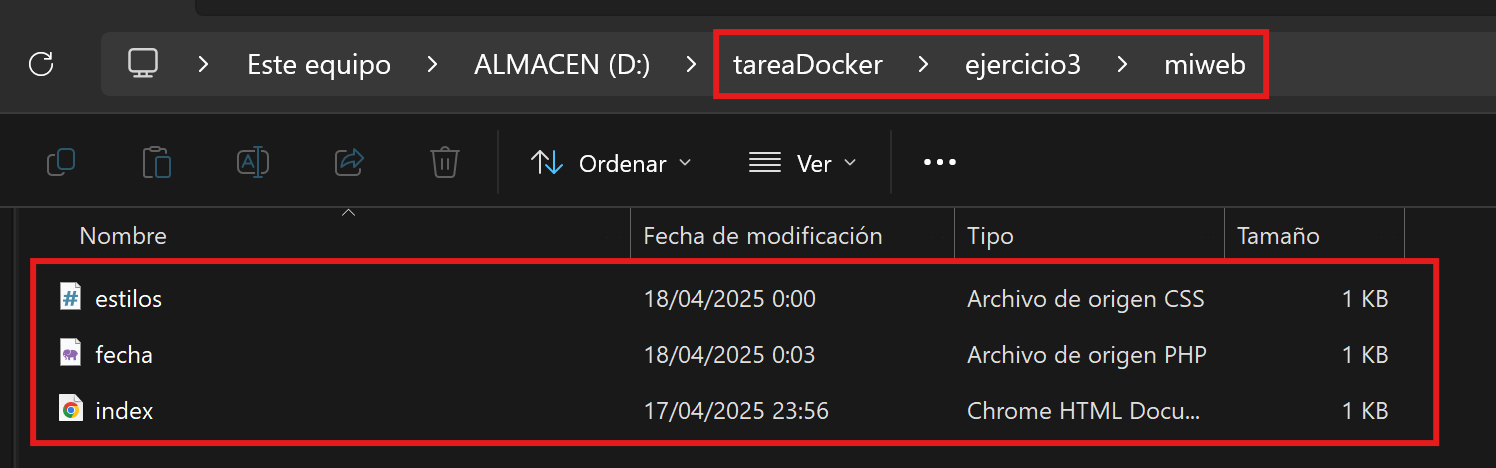 Este equipo > ALMACEN (D:) > tareaDocker > ejercicio3 > miweb
Ordenar Ver
Nombre Fecha de modificación Tipo Tamaño
estilos 18/04/2025 0:00 Archivo de origen CSS 1 KB
fecha 18/04/2025 0:03 Archivo de origen PHP 1 KB
index 17/04/2025 23:56 Chrome HTML Docu... 1 KB